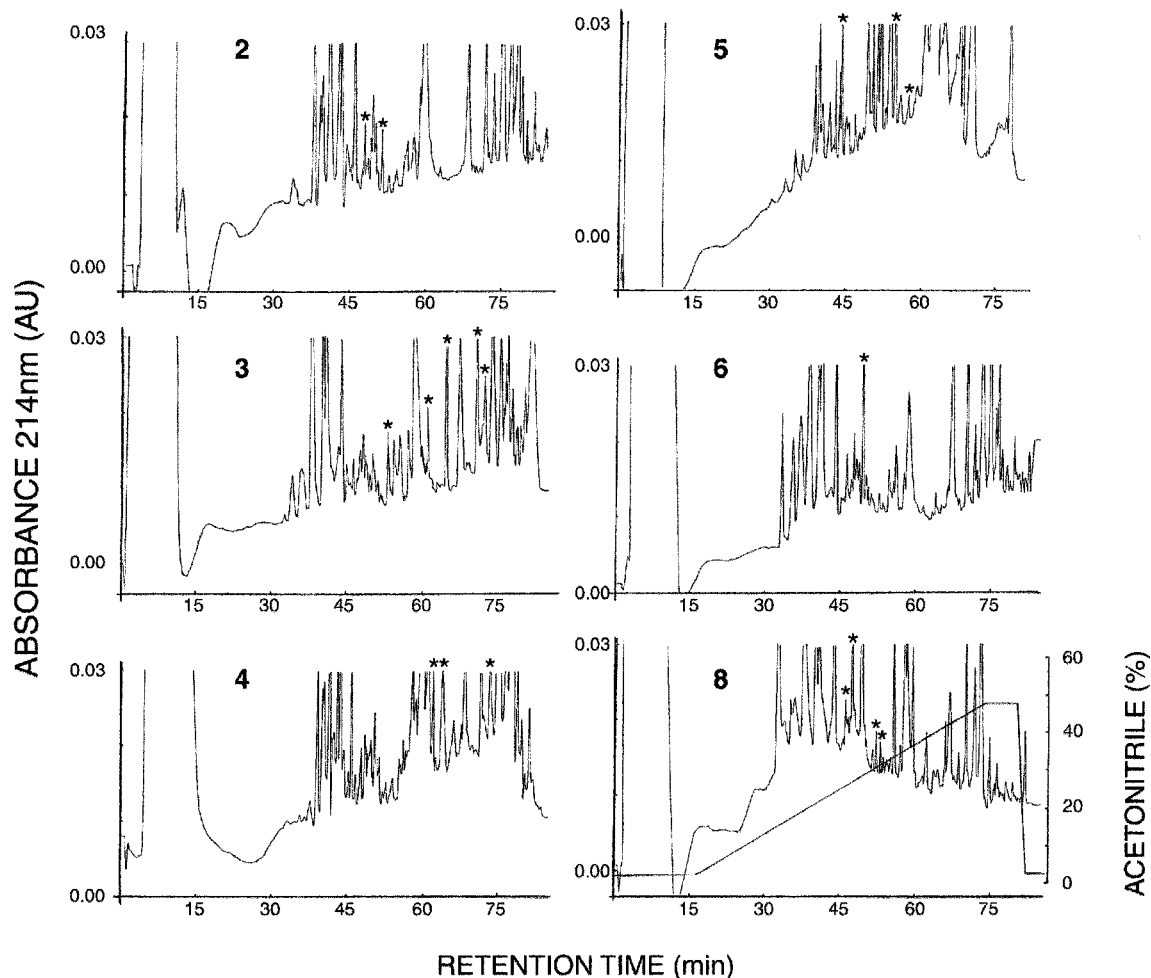 ABSORBANCE 214nm (AU)
0.03
2
* *
0.00
15 30 45 60 75
0.03
5
* * *
0.00
15 30 45 60 75
0.03
3
* * * * *
0.00
15 30 45 60 75
0.03
6
*
0.00
15 30 45 60 75
0.03
4
** *
0.00
15 30 45 60 75
0.03
8
* * * *
0.00
15 30 45 60 75
60
40
20
0
ACETONITRILE (%)
RETENTION TIME (min)